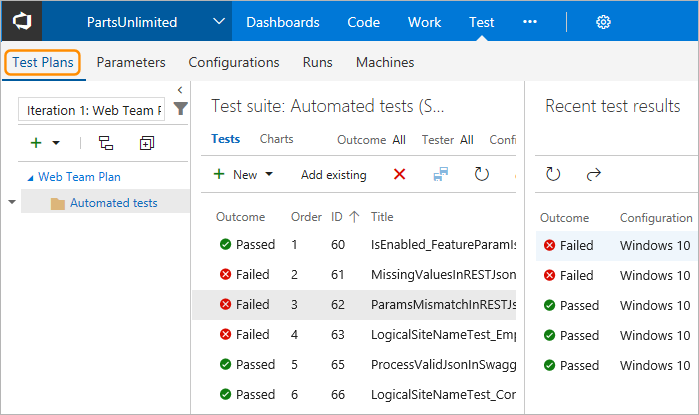 PartsUnlimited Dashboards Code Work Test ...
Test Plans Parameters Configurations Runs Machines
Iteration 1: Web Team P
Web Team Plan
Automated tests
Test suite: Automated tests (S...
Tests Charts Outcome All Tester All Confi
New Add existing
Outcome Order ID Title
Passed 1 60 IsEnabled_FeatureParamIs
Failed 2 61 MissingValuesInRESTJson
Failed 3 62 ParamsMismatchInRESTJs
Failed 4 63 LogicalSiteNameTest_Emp
Passed 5 65 ProcessValidJsonInSwagg
Passed 6 66 LogicalSiteNameTest_Cor
Recent test results
Outcome Configuration
Failed Windows 10
Failed Windows 10
Passed Windows 10
Passed Windows 10
Passed Windows 10